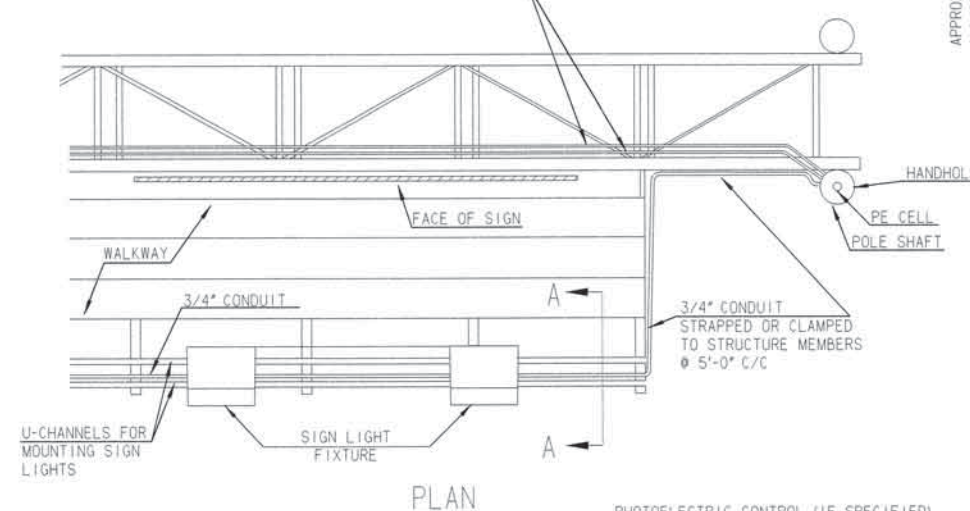 APPRO
HANDHOL
PE CELL
POLE SHAFT
FACE OF SIGN
WALKWAY
3/4" CONDUIT
A
3/4" CONDUIT
STRAPPED OR CLAMPED
TO STRUCTURE MEMBERS
@ 5'-0" C/C
U-CHANNELS FOR
MOUNTING SIGN
LIGHTS
SIGN LIGHT
FIXTURE
A
PLAN
PHOTOELECTRIC CONTROL (IF SPECIFIED)